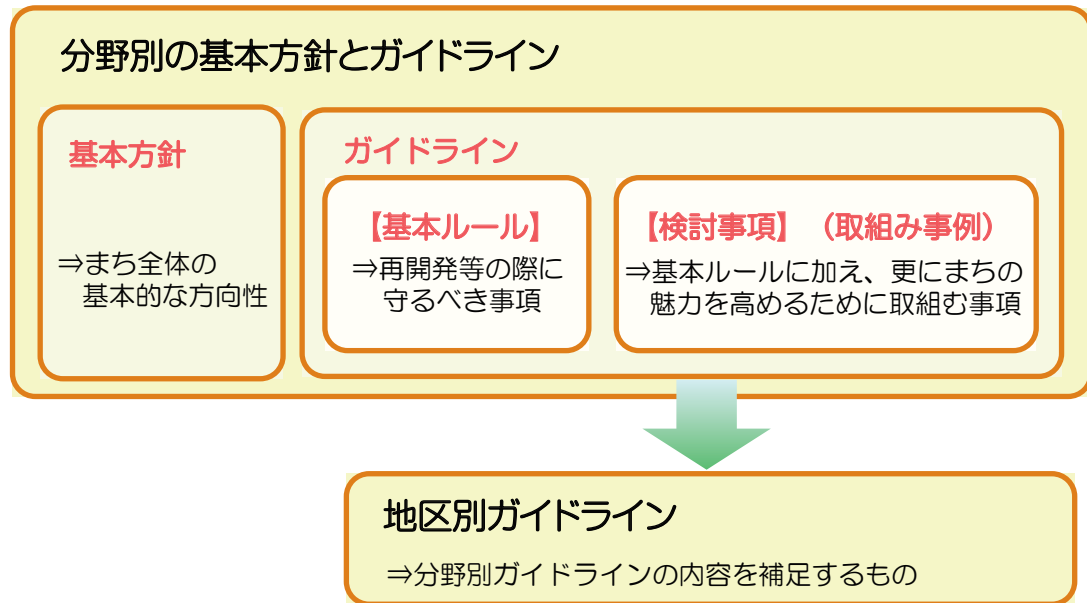 分野別の基本方針とガイドライン
基本方針
⇒まち全体の
基本的な方向性
ガイドライン
【基本ルール】
⇒再開発等の際に
守るべき事項
【検討事項】（取組み事例）
⇒基本ルールに加え、更にまちの
魅力を高めるために取組む事項
地区別ガイドライン
⇒分野別ガイドラインの内容を補足するもの